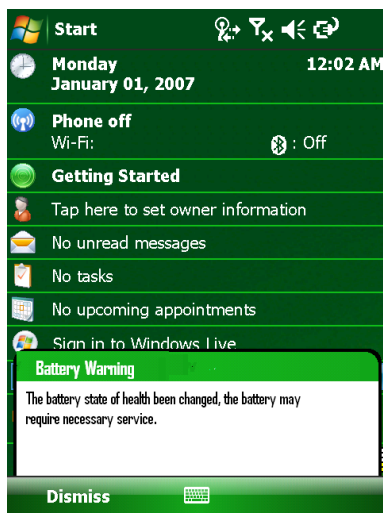 Start
Monday 12:02 AM
January 01, 2007
Phone off
Wi-Fi: : Off
Getting Started
Tap here to set owner information
No unread messages
No tasks
No upcoming appointments
Sign in to Windows Live
Battery Warning
The battery state of health been changed, the battery may
require necessary service.
Dismiss